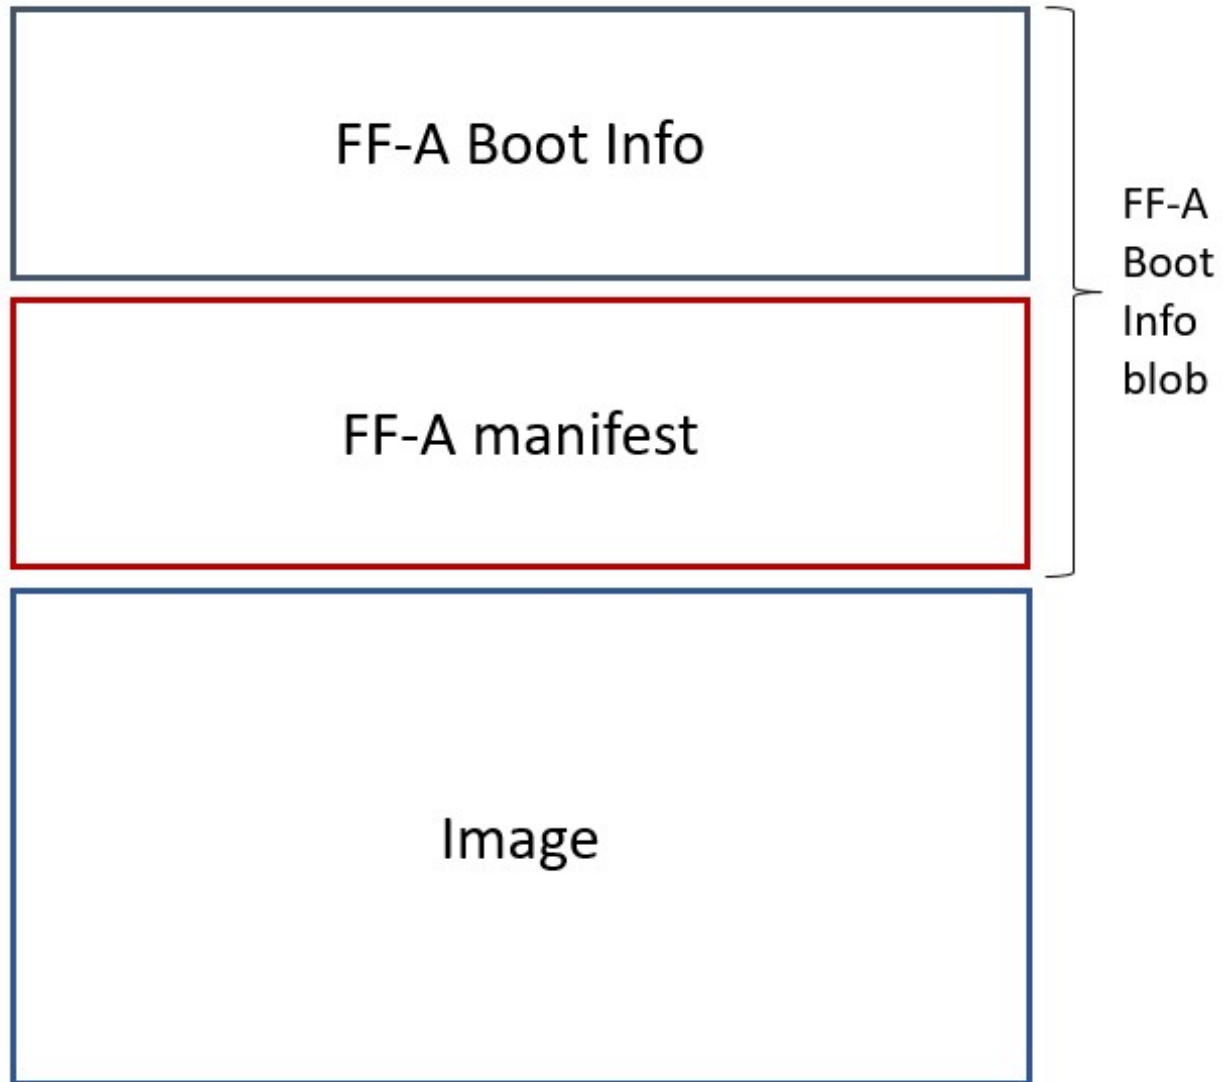 FF-A Boot Info
FF-A
Boot
Info
blob
FF-A manifest
Image